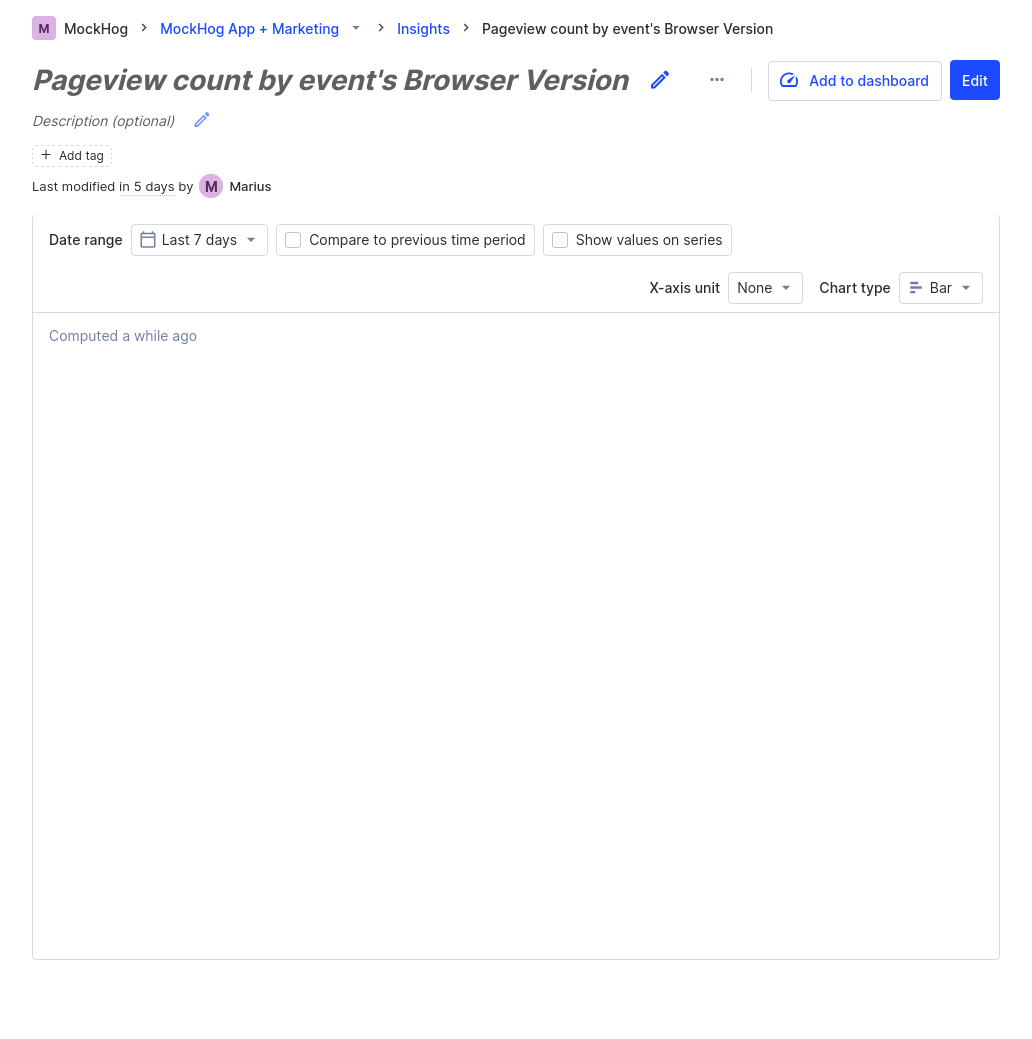 M MockHog MockHog App + Marketing Insights Pageview count by event's Browser Version
Pageview count by event's Browser Version Add to dashboard Edit
Description (optional)
Add tag
Last modified in 5 days by M Marius
Date range Last 7 days Compare to previous time period Show values on series
X-axis unit None Chart type Bar
Computed a while ago